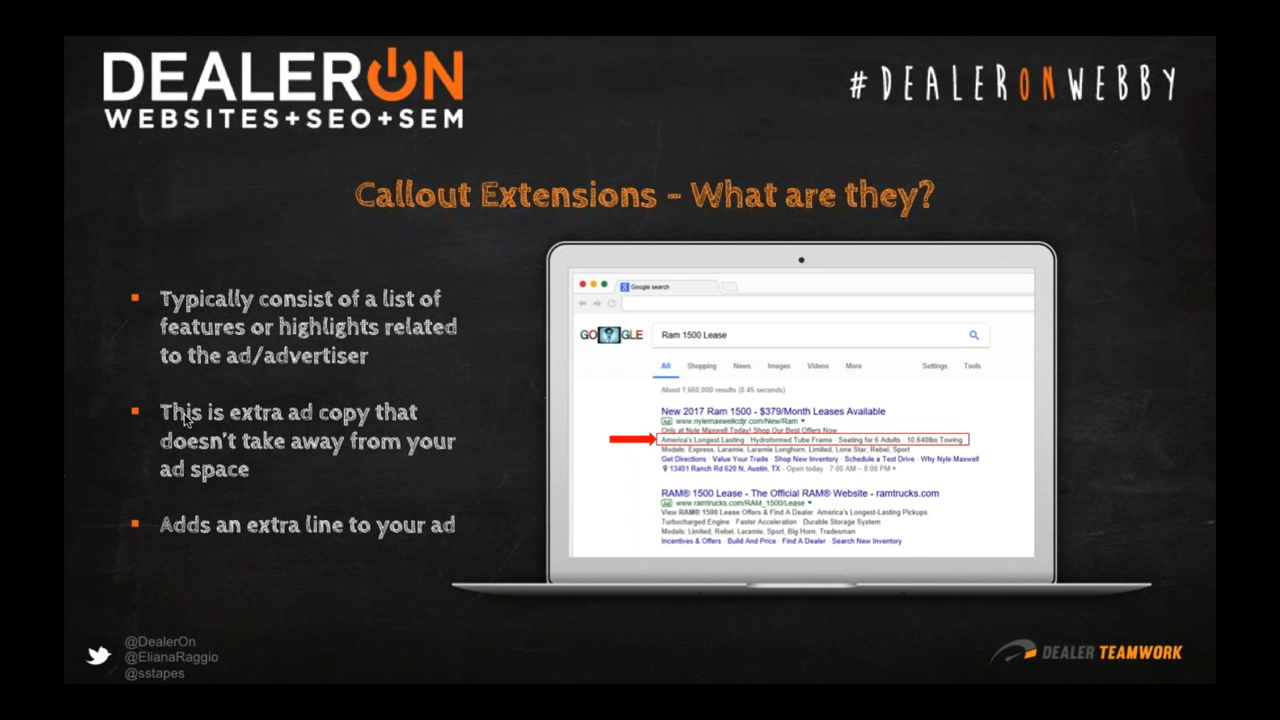 DEALERON
WEBSITES+SEO+SEM
#DEALERONWEBBY
Callout Extensions - What are they?
Typically consist of a list of
features or highlights related
to the ad/advertiser
This is extra ad copy that
doesn't take away from your
ad space
Adds an extra line to your ad
Google search
GOOGLE
Ram 1500 Lease
All Shopping News Images Videos More Settings Tools
About 1,660,000 results (0.45 seconds)
New 2017 Ram 1500 - $379/Month Leases Available
Ad www.nylemaxwellcdjr.com/New/Ram
Only at Nyle Maxwell Today! Shop Our Best Offers Now
America's Longest Lasting · Hydroformed Tube Frame · Seating for 6 Adults · 10,640lbs Towing
Models: Express, Laramie, Laramie Longhorn, Limited, Lone Star, Rebel, Sport
Get Directions · Value Your Trade · Shop New Inventory · Schedule a Test Drive · Why Nyle Maxwell
13401 Ranch Rd 620 N, Austin, TX - Open today · 7:00 AM – 8:00 PM
RAM® 1500 Lease - The Official RAM® Website - ramtrucks.com
Ad www.ramtrucks.com/RAM_1500/Lease
View RAM® 1500 Lease Offers & Find A Dealer. America's Longest-Lasting Pickups.
Turbocharged Engine · Faster Acceleration · Durable Storage System
Models: Limited, Rebel, Laramie, Sport, Big Horn, Tradesman
Incentives & Offers · Build And Price · Find A Dealer · Search New Inventory
@DealerOn
@ElianaRaggio
@sstapes
DEALER TEAMWORK